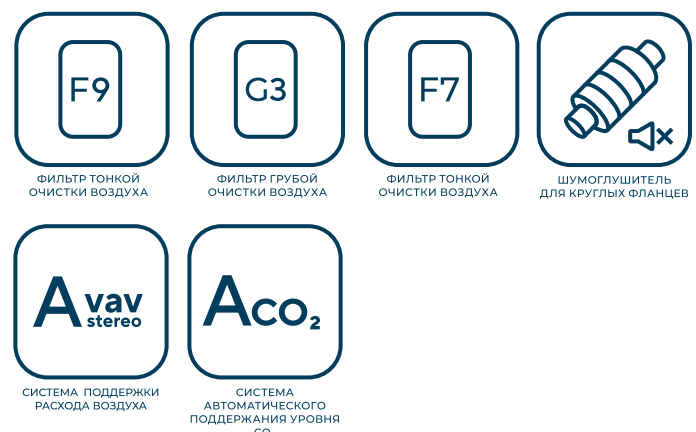 F9
G3
F7
ФИЛЬТР ТОНКОЙ
ОЧИСТКИ ВОЗДУХА
ФИЛЬТР ГРУБОЙ
ОЧИСТКИ ВОЗДУХА
ФИЛЬТР ТОНКОЙ
ОЧИСТКИ ВОЗДУХА
ШУМОГЛУШИТЕЛЬ
ДЛЯ КРУГЛЫХ ФЛАНЦЕВ
A vav
stereo
Aco₂
СИСТЕМА ПОДДЕРЖКИ
РАСХОДА ВОЗДУХА
СИСТЕМА
АВТОМАТИЧЕСКОГО
ПОДДЕРЖАНИЯ УРОВНЯ